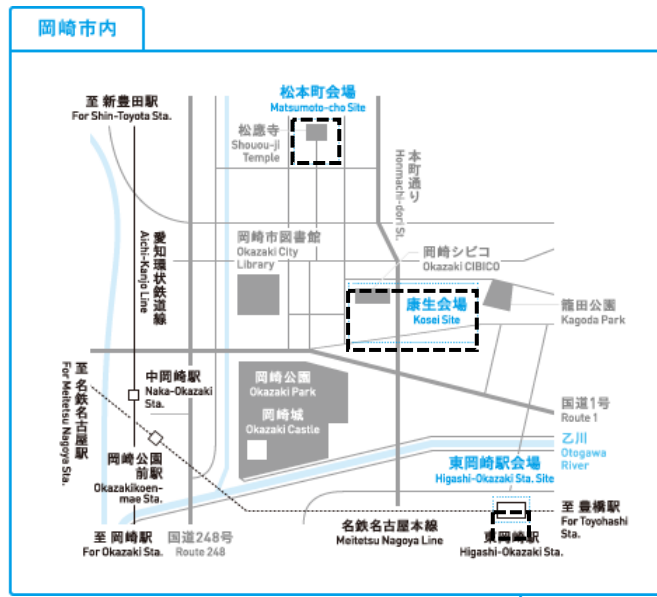 岡崎市内
至 新豊田駅
For Shin-Toyota Sta.
松本町会場
Matsumoto-cho Site
松應寺
Shouou-ji
Temple
本町通り
Honmachi-dori St.
愛知環状鉄道線
Aichi-Kanjo Line
岡崎市図書館
Okazaki City
Library
岡崎シビコ
Okazaki CIBICO
康生会場
Kosei Site
籠田公園
Kagoda Park
至 名鉄名古屋駅
For Meitetsu Nagoya Sta.
中岡崎駅
Naka-Okazaki
Sta.
岡崎公園
Okazaki Park
岡崎城
Okazaki Castle
国道1号
Route 1
岡崎公園
前駅
Okazakikoen-
mae Sta.
乙川
Otogawa
River
東岡崎駅会場
Higashi-Okazaki Sta. Site
至 豊橋駅
For Toyohashi
Sta.
至 岡崎駅
For Okazaki Sta.
国道248号
Route 248
名鉄名古屋本線
Meitetsu Nagoya Line
東岡崎駅
Higashi-Okazaki Sta.